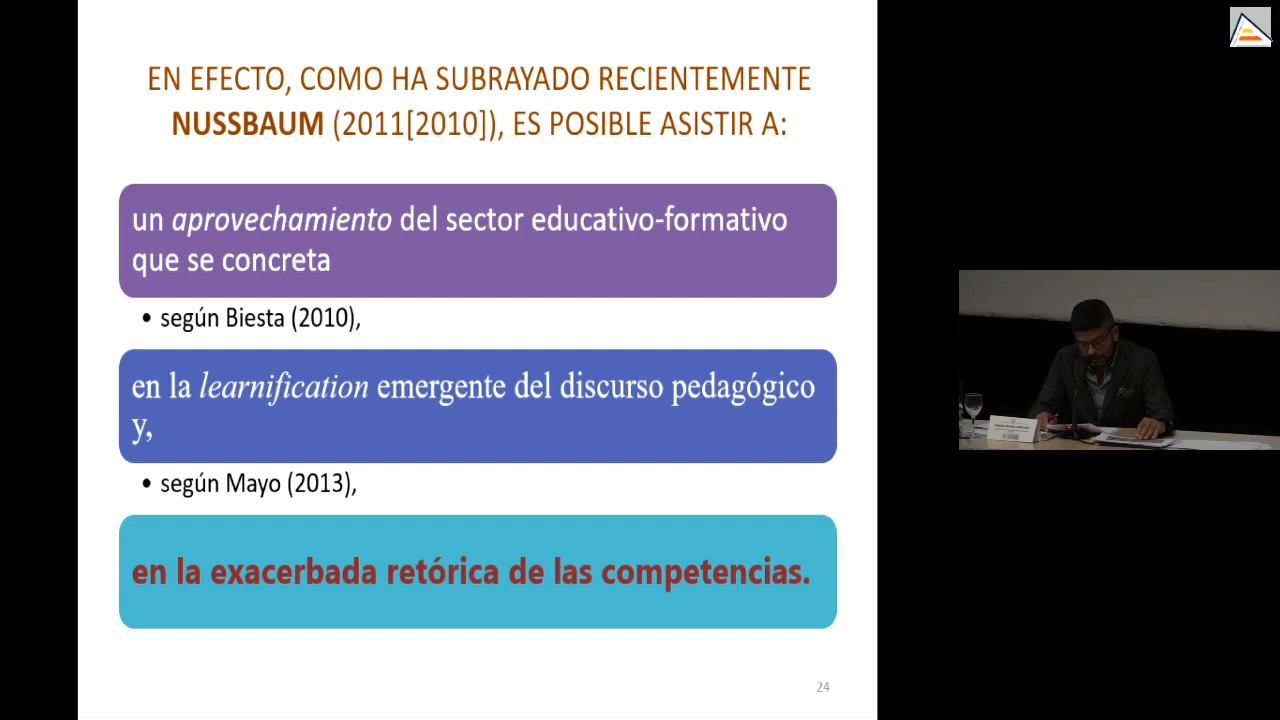 EN EFECTO, COMO HA SUBRAYADO RECIENTEMENTE
NUSSBAUM (2011[2010]), ES POSIBLE ASISTIR A:
un aprovechamiento del sector educativo-formativo
que se concreta
• según Biesta (2010),
en la learnification emergente del discurso pedagógico
y,
• según Mayo (2013),
en la exacerbada retórica de las competencias.
24